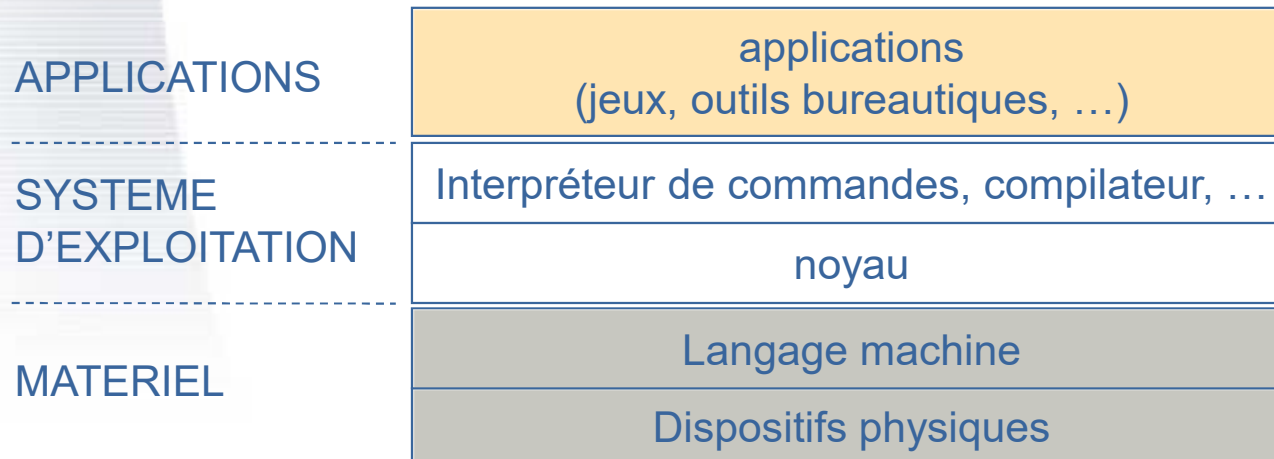 APPLICATIONS
applications
(jeux, outils bureautiques, …)
SYSTEME
D’EXPLOITATION
Interpréteur de commandes, compilateur, …
noyau
MATERIEL
Langage machine
Dispositifs physiques